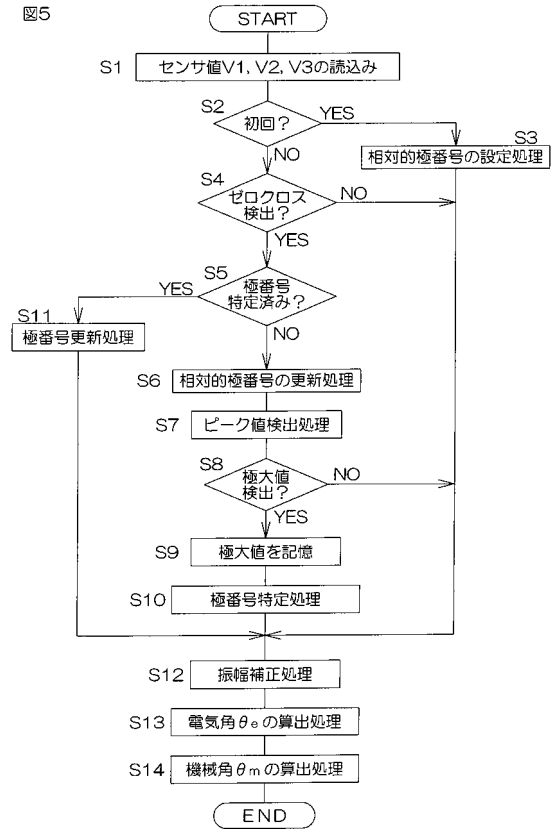 図5
START
S1 センサ値V1, V2, V3の読込み
S2 初回? YES
NO
S3
相対的極番号の設定処理
S4 ゼロクロス
検出? NO
YES
S5 極番号
特定済み? YES
NO
S11
極番号更新処理
S6 相対的極番号の更新処理
S7 ピーク値検出処理
S8 極大値
検出? NO
YES
S9 極大値を記憶
S10 極番号特定処理
S12 振幅補正処理
S13 電気角θeの算出処理
S14 機械角θmの算出処理
END